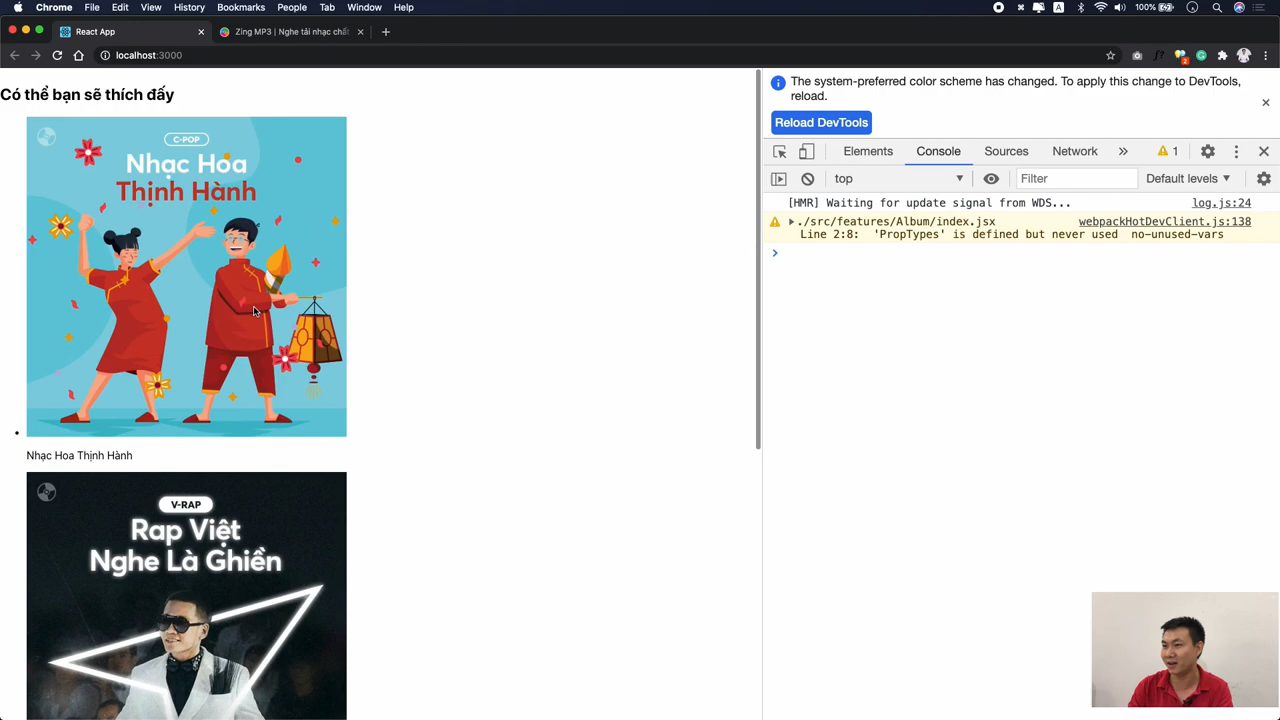 Chrome File Edit View History Bookmarks People Tab Window Help A 100%
React App Zing MP3 | Nghe tải nhạc chất
localhost:3000
Có thể bạn sẽ thích đấy
C-POP
Nhạc Hoa
Thịnh Hành
Nhạc Hoa Thịnh Hành
V-RAP
Rap Việt
Nghe Là Ghiền
The system-preferred color scheme has changed. To apply this change to DevTools,
reload.
Reload DevTools
Elements Console Sources Network 1
top Filter Default levels
[HMR] Waiting for update signal from WDS... log.js:24
./src/features/Album/index.jsx webpackHotDevClient.js:138
Line 2:8: 'PropTypes' is defined but never used no-unused-vars